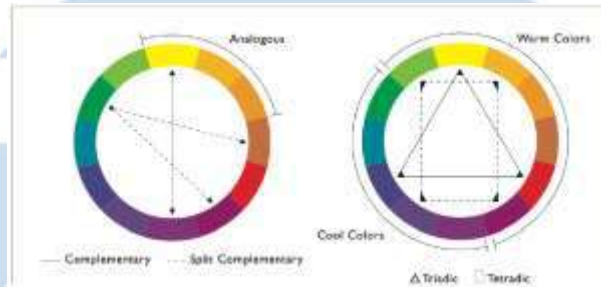 Analogous
Complementary
Split Complementary
Warm Colors
Cool Colors
Triadic
Tetradic